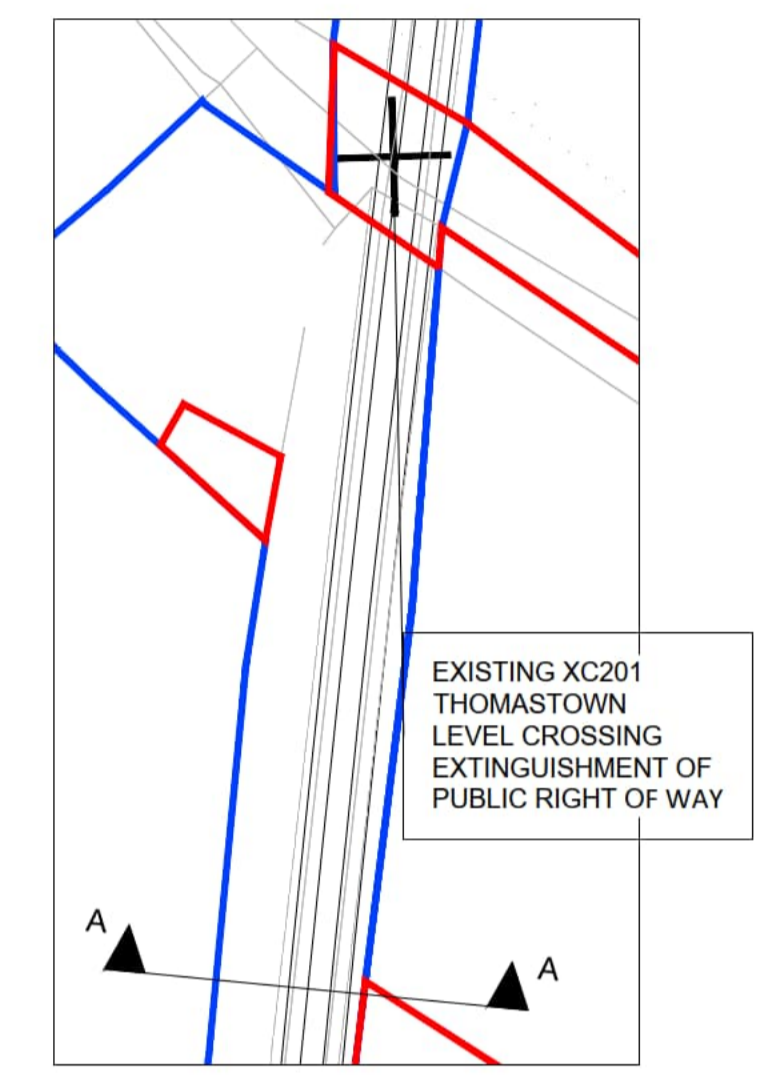 EXISTING XC201
THOMASTOWN
LEVEL CROSSING
EXTINGUISHMENT OF
PUBLIC RIGHT OF WAY
A
A